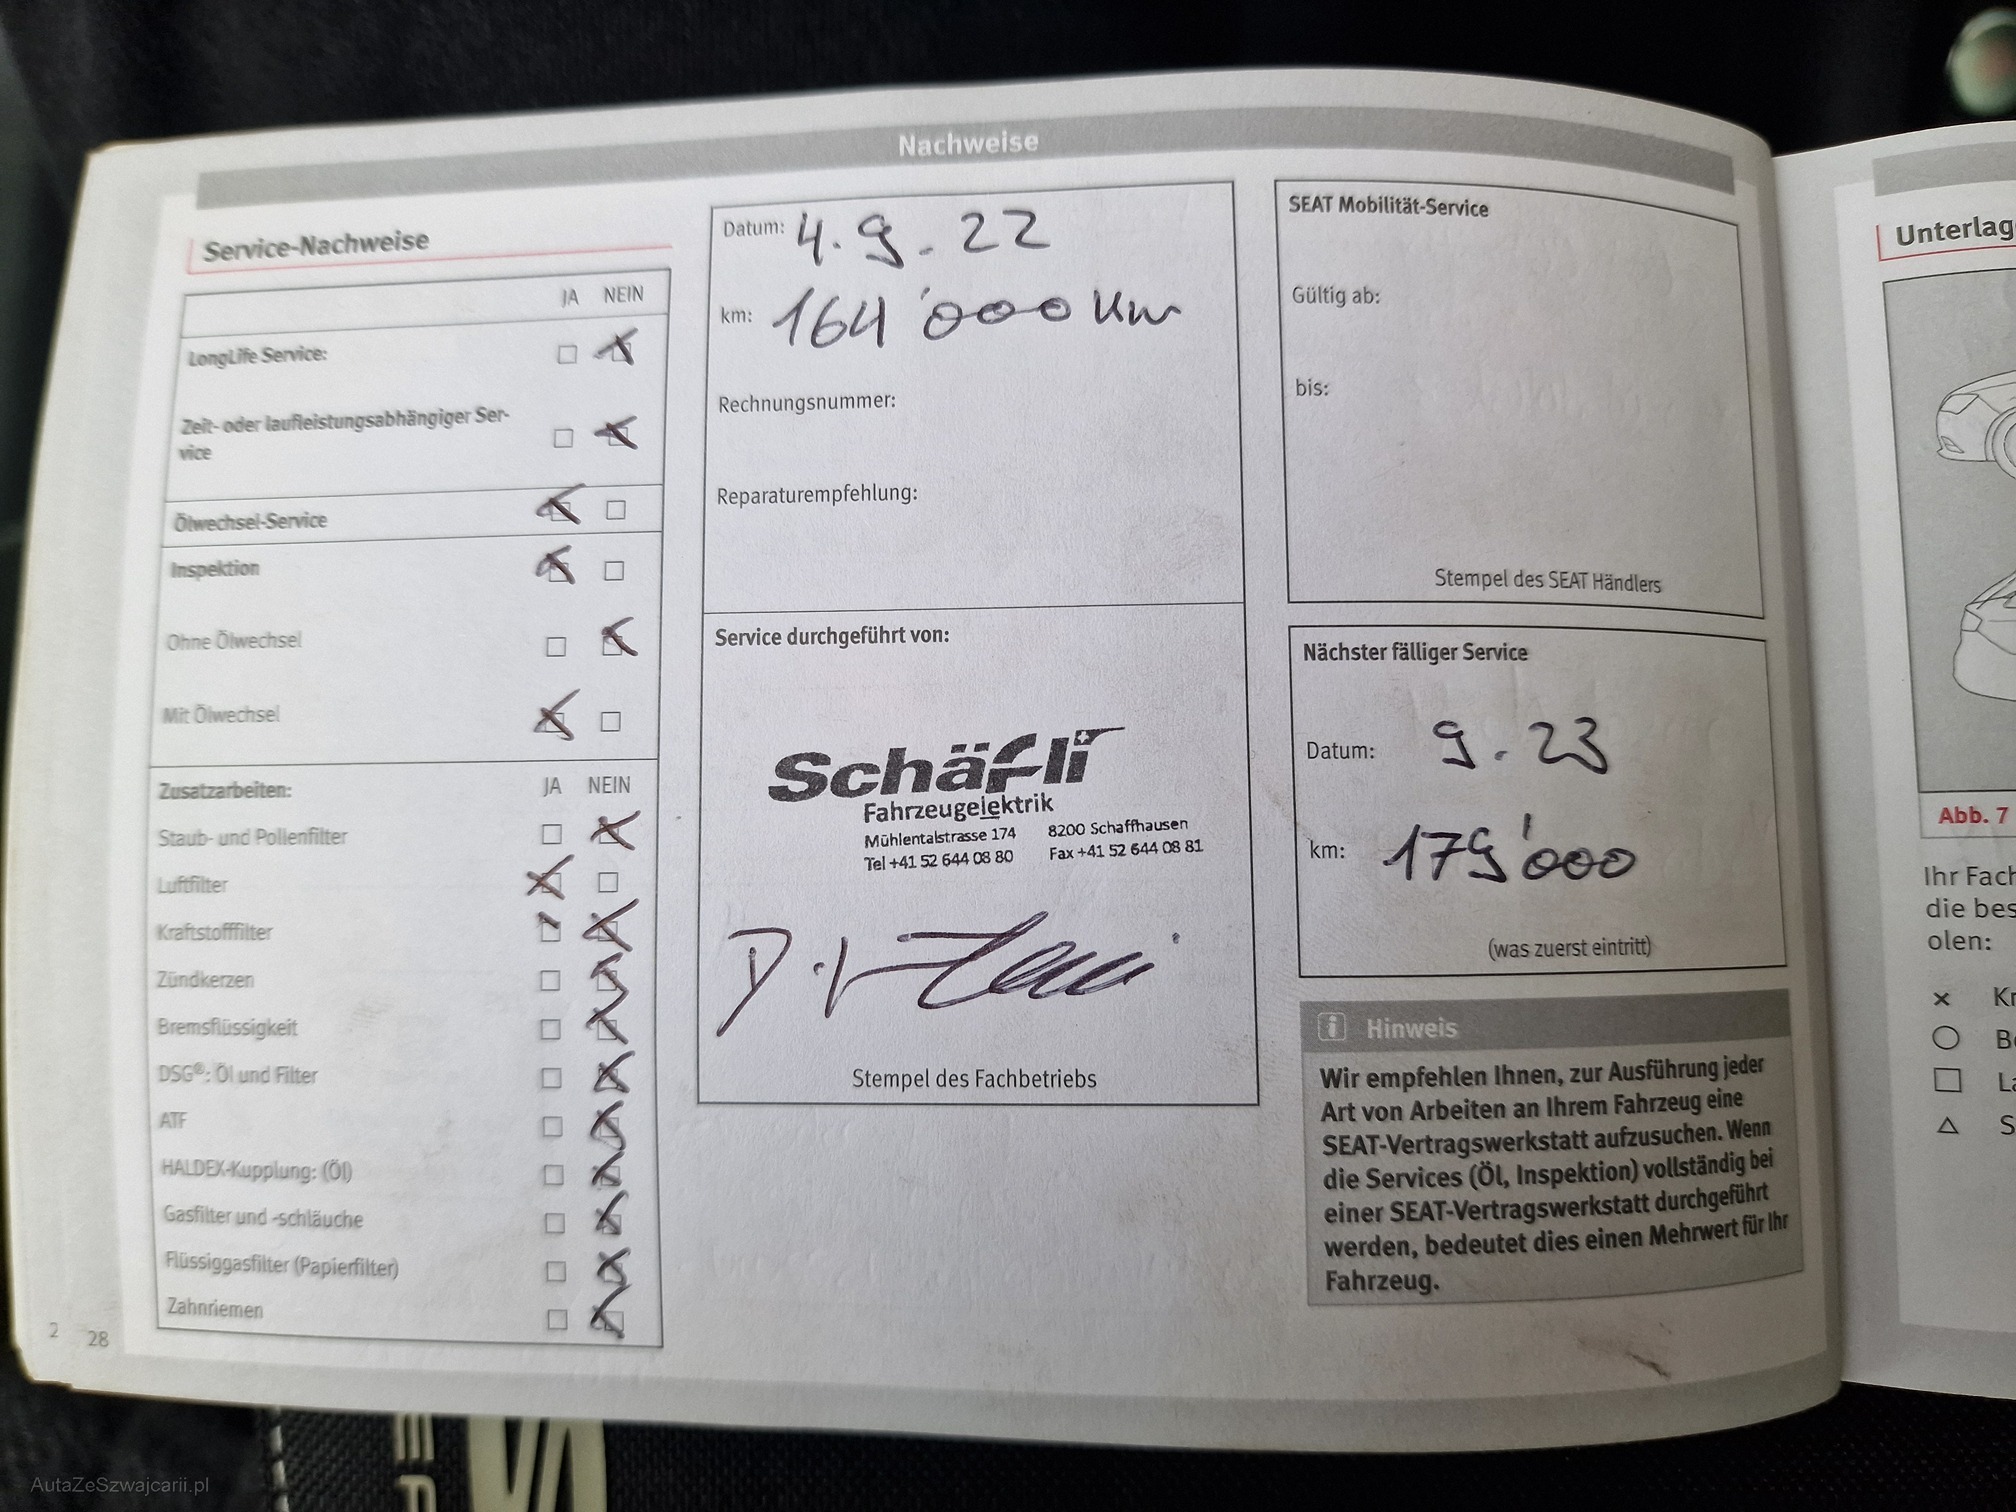 Nachweise
Service-Nachweise
JA NEIN
LongLife Service:
Zeit- oder laufleistungsabhängiger Ser-
vice
Ölwechsel-Service
Inspektion
Ohne Ölwechsel
Mit Ölwechsel
Zusatzarbeiten: JA NEIN
Staub- und Pollenfilter
Luftfilter
Kraftstofffilter
Zündkerzen
Bremsflüssigkeit
DSG®: Öl und Filter
ATF
HALDEX-Kupplung: (Öl)
Gasfilter und -schläuche
Flüssiggasfilter (Papierfilter)
Zahnriemen
2 28
Datum: 4.9.22
km: 164'000 Km
Rechnungsnummer:
Reparaturempfehlung:
Service durchgeführt von:
Schäfli
Fahrzeugelektrik
Mühlentalstrasse 174 8200 Schaffhausen
Tel +41 52 644 08 80 Fax +41 52 644 08 81
Stempel des Fachbetriebs
SEAT Mobilität-Service
Gültig ab:
bis:
Stempel des SEAT Händlers
Nächster fälliger Service
Datum: 9.23
km: 179'000
(was zuerst eintritt)
Hinweis
Wir empfehlen Ihnen, zur Ausführung jeder
Art von Arbeiten an Ihrem Fahrzeug eine
SEAT-Vertragswerkstatt aufzusuchen. Wenn
die Services (Öl, Inspektion) vollständig bei
einer SEAT-Vertragswerkstatt durchgeführt
werden, bedeutet dies einen Mehrwert für Ihr
Fahrzeug.
Unterlag
Abb. 7
Ihr Fach
die bes
olen:
AutaZeSzwajcarii.pl